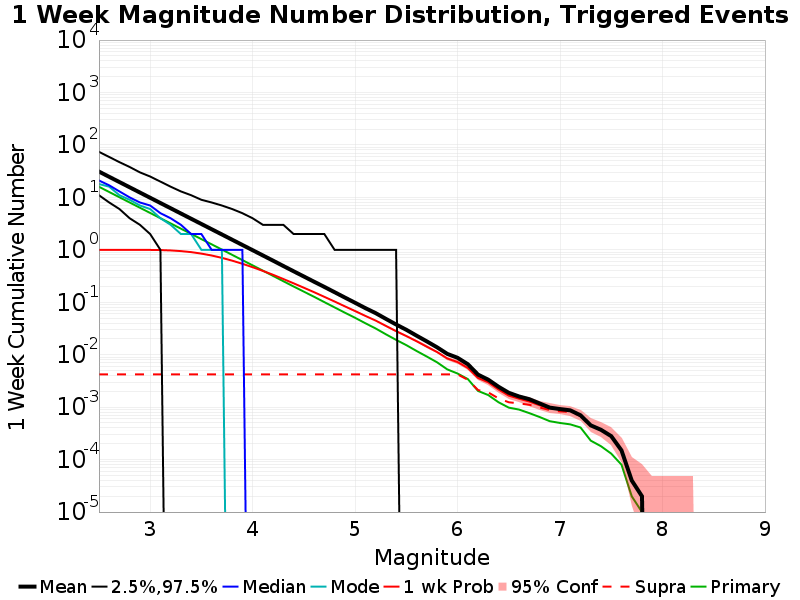 1 Week Magnitude Number Distribution, Triggered Events
10^4
10^3
10^2
10^1
10^0
10^-1
10^-2
10^-3
10^-4
10^-5
1 Week Cumulative Number
3 4 5 6 7 8 9
Magnitude
Mean 2.5%,97.5% Median Mode 1 wk Prob 95% Conf Supra Primary